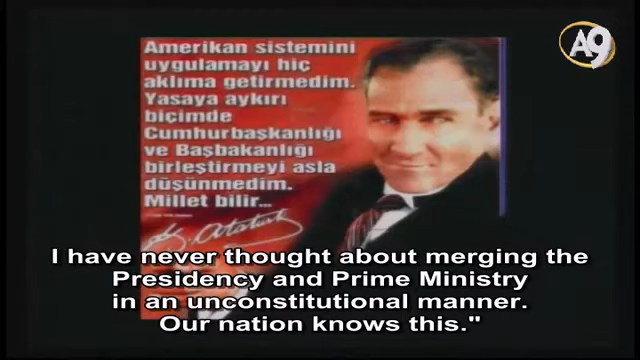 A9
Amerikan sistemini
uygulamayı hiç
aklıma getirmedim.
Yasaya aykırı
biçimde
Cumhurbaşkanlığı
ve Başbakanlığı
birleştirmeyi asla
düşünmedim.
Millet bilir...
K. Atatürk
I have never thought about merging the
Presidency and Prime Ministry
in an unconstitutional manner.
Our nation knows this."